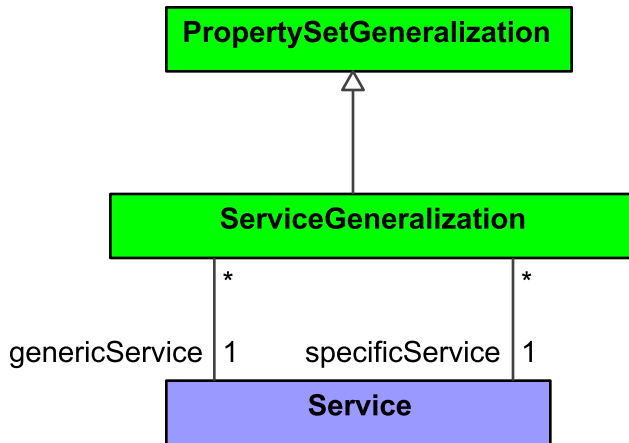 PropertySetGeneralization
ServiceGeneralization
* *
genericService 1 specificService 1
Service